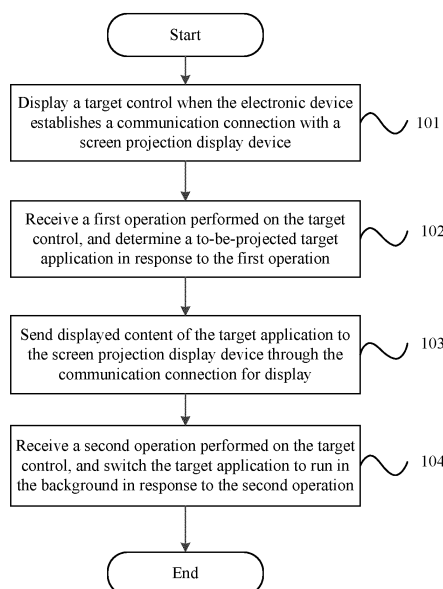 Start
Display a target control when the electronic device
establishes a communication connection with a
screen projection display device
101
Receive a first operation performed on the target
control, and determine a to-be-projected target
application in response to the first operation
102
Send displayed content of the target application to
the screen projection display device through the
communication connection for display
103
Receive a second operation performed on the target
control, and switch the target application to run in
the background in response to the second operation
104
End